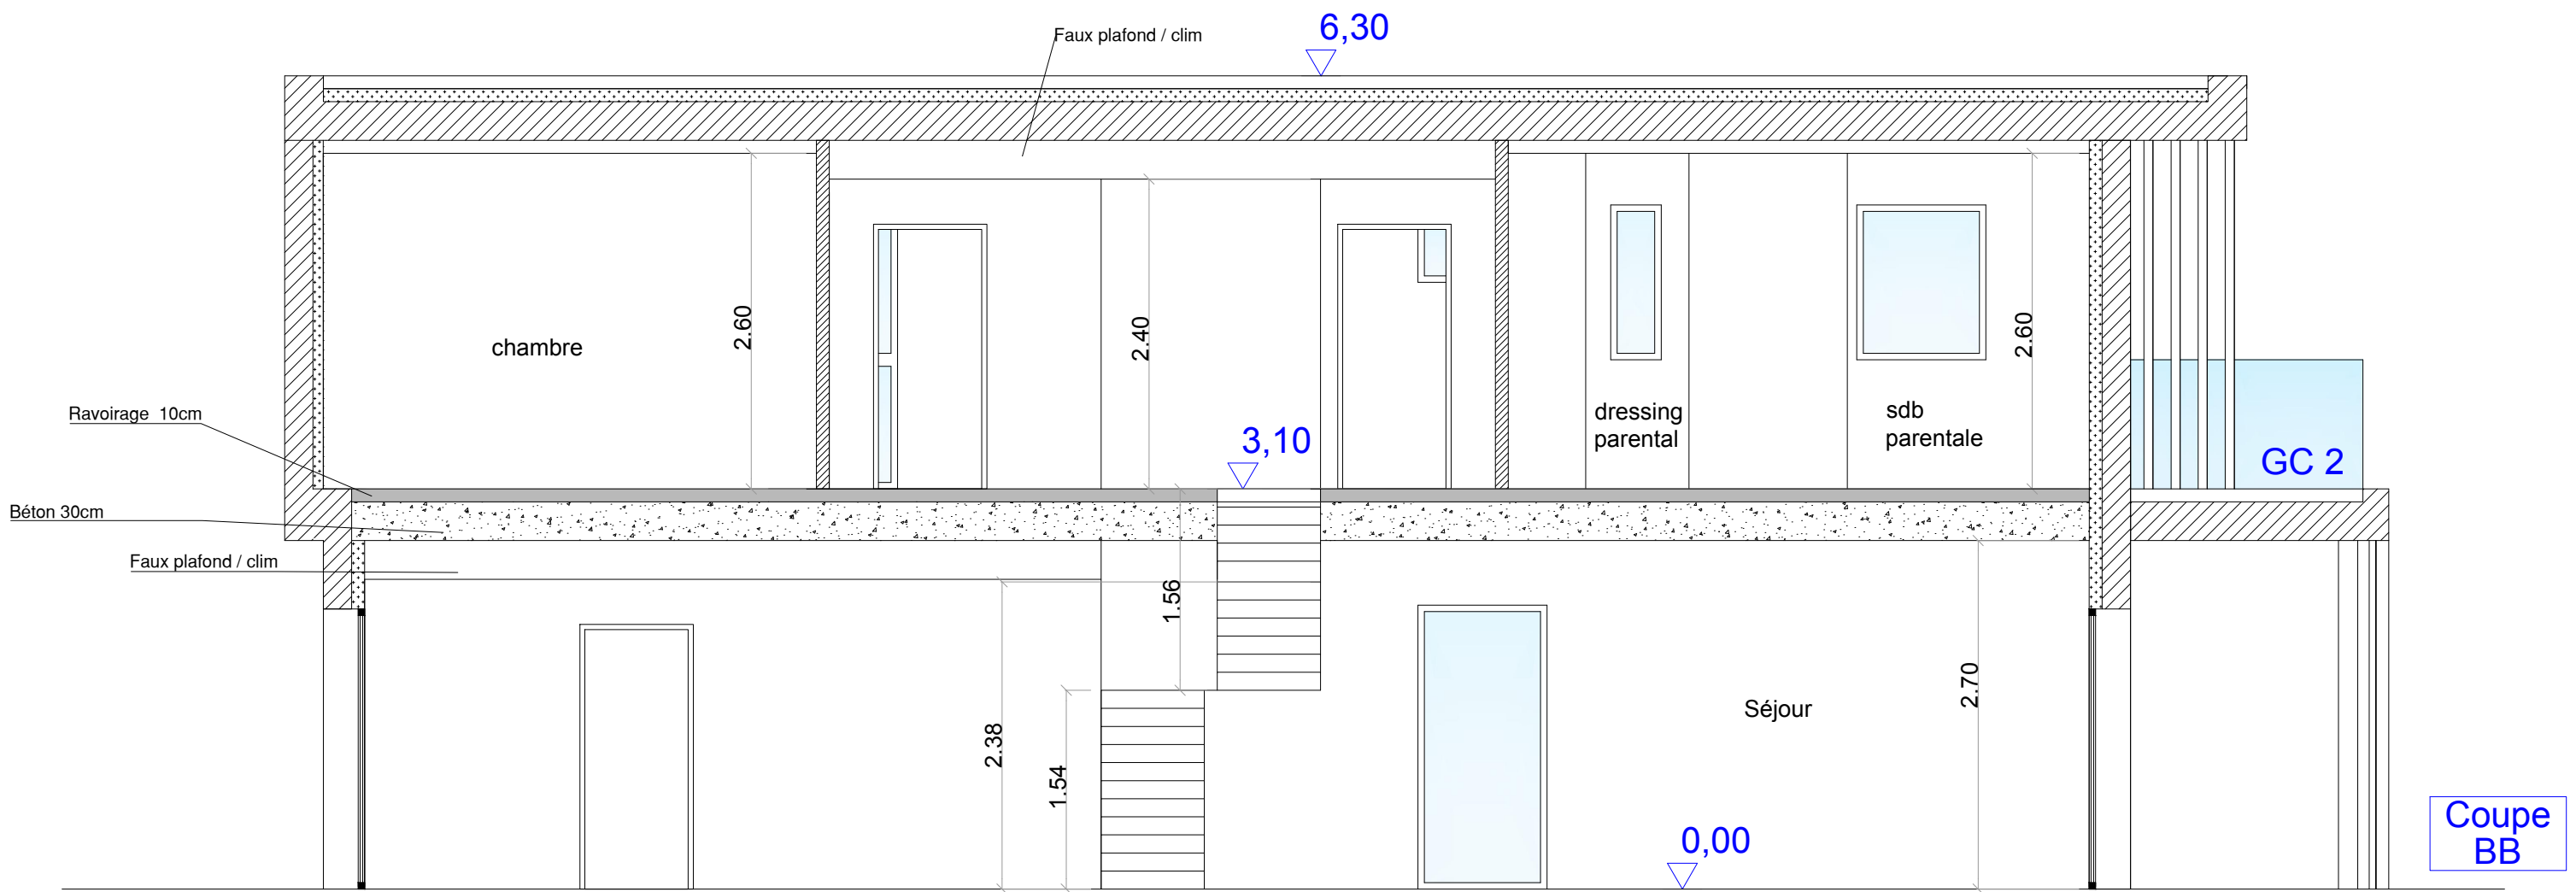 6,30
Faux plafond / clim
2.60
2.40
2.60
chambre
dressing
parental
sdb
parentale
Ravoirage 10cm
3,10
GC 2
Béton 30cm
Faux plafond / clim
1.56
2.70
Séjour
2.38
1.54
0,00
Coupe
BB